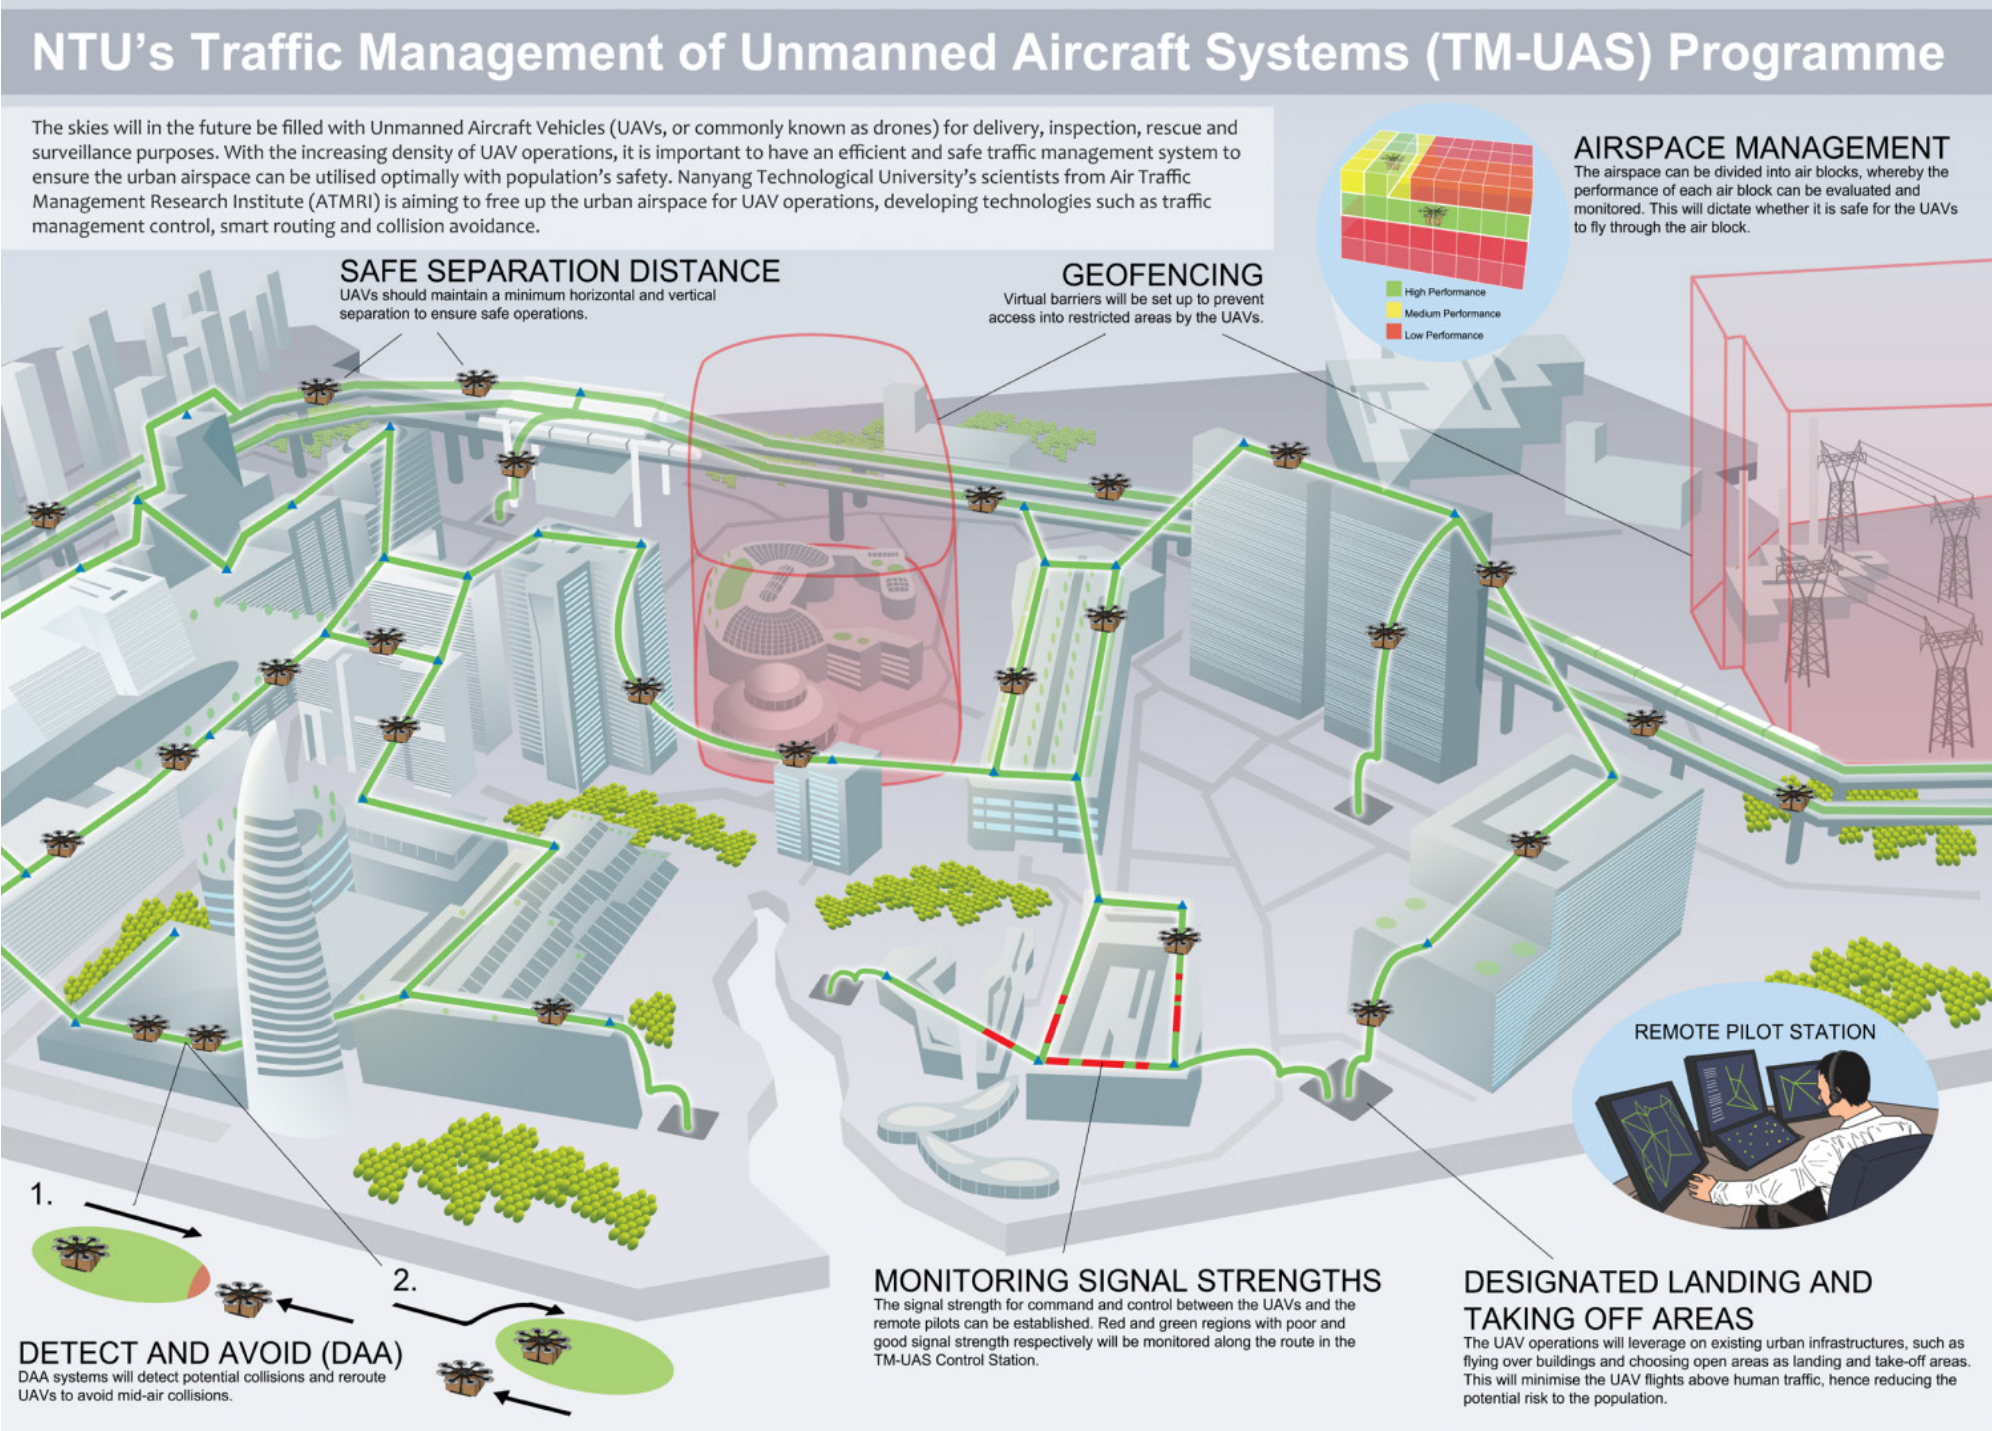 NTU's Traffic Management of Unmanned Aircraft Systems (TM-UAS) Programme
The skies will in the future be filled with Unmanned Aircraft Vehicles (UAVs, or commonly known as drones) for delivery, inspection, rescue and
surveillance purposes. With the increasing density of UAV operations, it is important to have an efficient and safe traffic management system to
ensure the urban airspace can be utilised optimally with population's safety. Nanyang Technological University's scientists from Air Traffic
Management Research Institute (ATMRI) is aiming to free up the urban airspace for UAV operations, developing technologies such as traffic
management control, smart routing and collision avoidance.
AIRSPACE MANAGEMENT
The airspace can be divided into air blocks, whereby the
performance of each air block can be evaluated and
monitored. This will dictate whether it is safe for the UAVs
to fly through the air block.
High Performance
Medium Performance
Low Performance
SAFE SEPARATION DISTANCE
UAVs should maintain a minimum horizontal and vertical
separation to ensure safe operations.
GEOFENCING
Virtual barriers will be set up to prevent
access into restricted areas by the UAVs.
REMOTE PILOT STATION
1.
2.
DETECT AND AVOID (DAA)
DAA systems will detect potential collisions and reroute
UAVs to avoid mid-air collisions.
MONITORING SIGNAL STRENGTHS
The signal strength for command and control between the UAVs and the
remote pilots can be established. Red and green regions with poor and
good signal strength respectively will be monitored along the route in the
TM-UAS Control Station.
DESIGNATED LANDING AND
TAKING OFF AREAS
The UAV operations will leverage on existing urban infrastructures, such as
flying over buildings and choosing open areas as landing and take-off areas.
This will minimise the UAV flights above human traffic, hence reducing the
potential risk to the population.